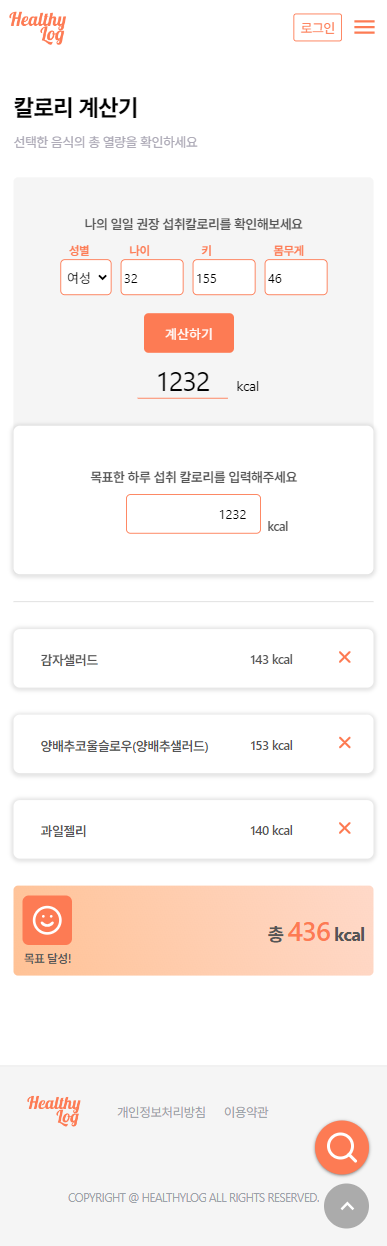 Healthy
Log
로그인
칼로리 계산기
선택한 음식의 총 열량을 확인하세요
나의 일일 권장 섭취칼로리를 확인해보세요
성별 나이 키 몸무게
여성 32 155 46
계산하기
1232 kcal
목표한 하루 섭취 칼로리를 입력해주세요
1232 kcal
감자샐러드 143 kcal
양배추코울슬로우(양배추샐러드) 153 kcal
과일젤리 140 kcal
총 436 kcal
목표 달성!
Healthy
Log
개인정보처리방침 이용약관
COPYRIGHT @ HEALTHYLOG ALL RIGHTS RESERVED.